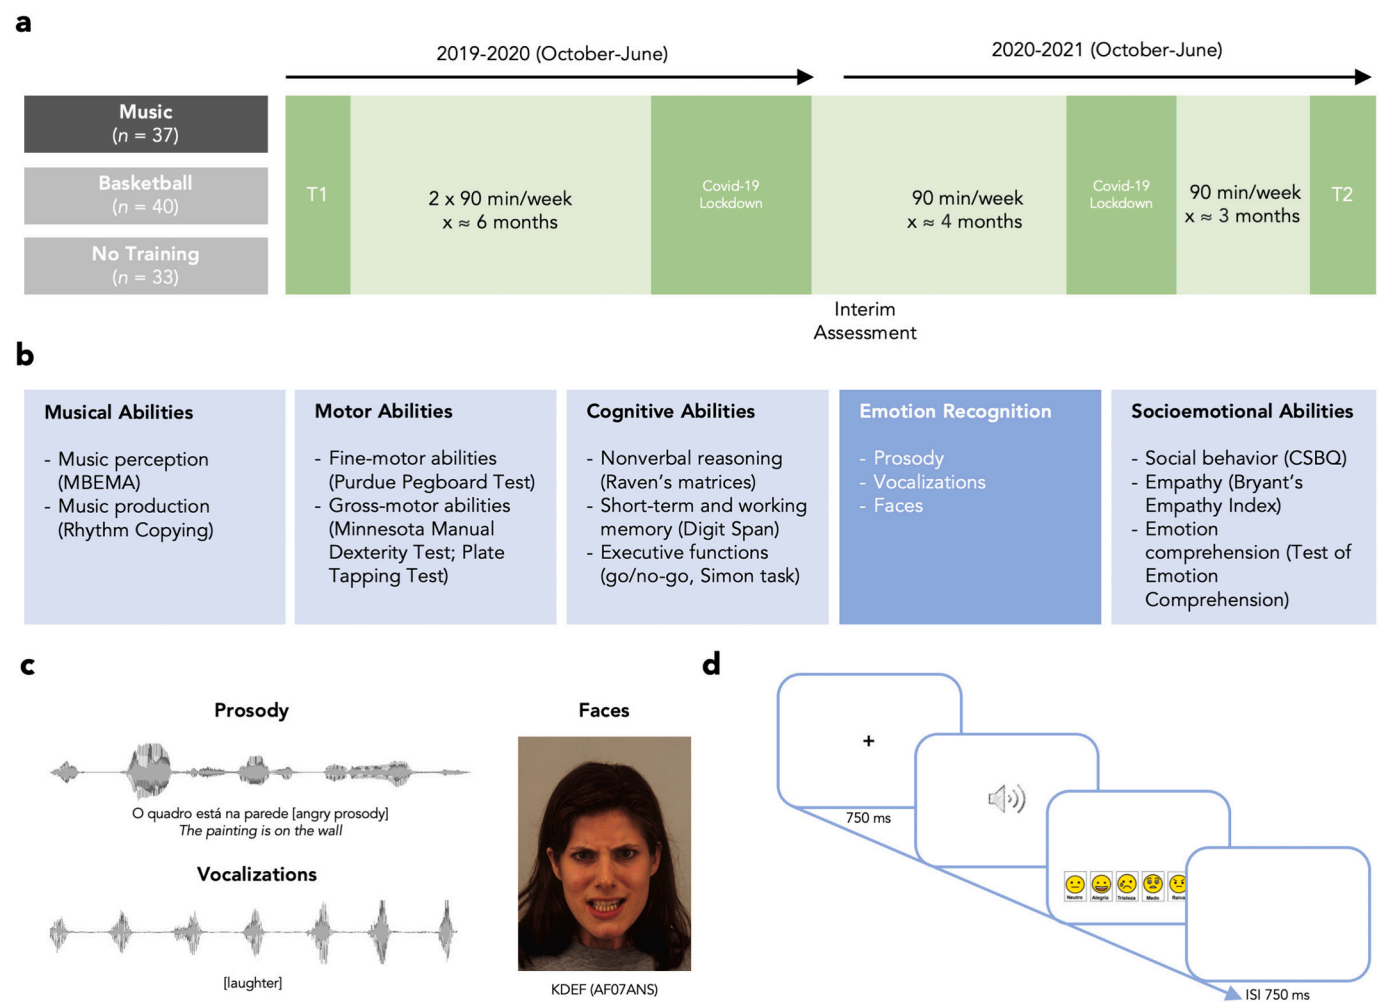 a
2019-2020 (October-June)
2020-2021 (October-June)
Music
(n = 37)
Basketball
(n = 40)
No Training
(n = 33)
T1
2 x 90 min/week
x ≈ 6 months
Covid-19
Lockdown
90 min/week
x ≈ 4 months
Covid-19
Lockdown
90 min/week
x ≈ 3 months
T2
Interim
Assessment
b
Musical Abilities
- Music perception
(MBEMA)
- Music production
(Rhythm Copying)
Motor Abilities
- Fine-motor abilities
(Purdue Pegboard Test)
- Gross-motor abilities
(Minnesota Manual
Dexterity Test; Plate
Tapping Test)
Cognitive Abilities
- Nonverbal reasoning
(Raven's matrices)
- Short-term and working
memory (Digit Span)
- Executive functions
(go/no-go, Simon task)
Emotion Recognition
- Prosody
- Vocalizations
- Faces
Socioemotional Abilities
- Social behavior (CSBQ)
- Empathy (Bryant's
Empathy Index)
- Emotion
comprehension (Test of
Emotion
Comprehension)
c
Prosody
O quadro está na parede [angry prosody]
The painting is on the wall
Vocalizations
[laughter]
Faces
KDEF (AF07ANS)
d
+
750 ms
Neutro Alegria Tristeza Medo Raiva
ISI 750 ms